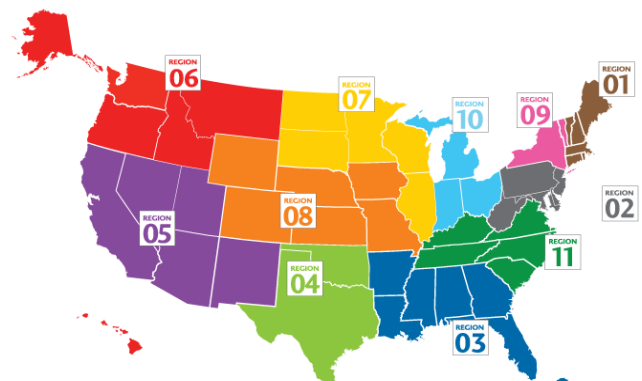 REGION
06
REGION
07
REGION
10
REGION
09
REGION
01
REGION
02
REGION
05
REGION
08
REGION
11
REGION
04
REGION
03